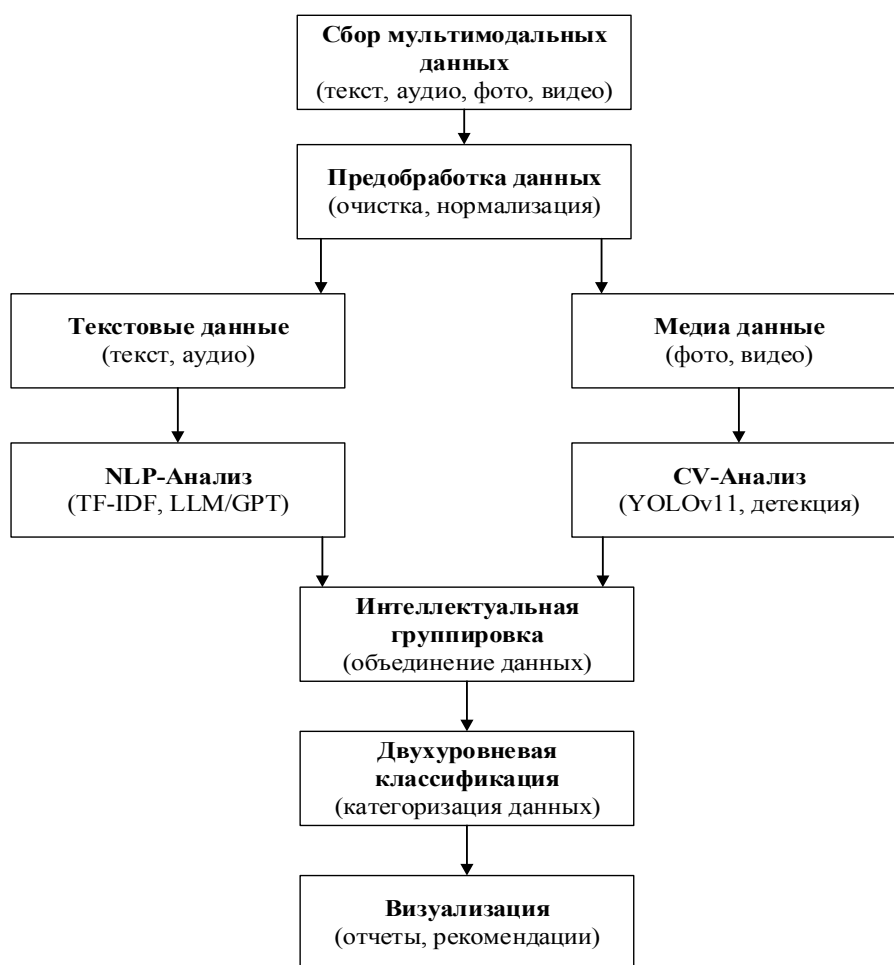 Сбор мультимодальных
данных
(текст, аудио, фото, видео)
Предобработка данных
(очистка, нормализация)
Текстовые данные
(текст, аудио)
Медиа данные
(фото, видео)
NLP-Анализ
(TF-IDF, LLM/GPT)
CV-Анализ
(YOLOv11, детекция)
Интеллектуальная
группировка
(объединение данных)
Двухуровневая
классификация
(категоризация данных)
Визуализация
(отчеты, рекомендации)